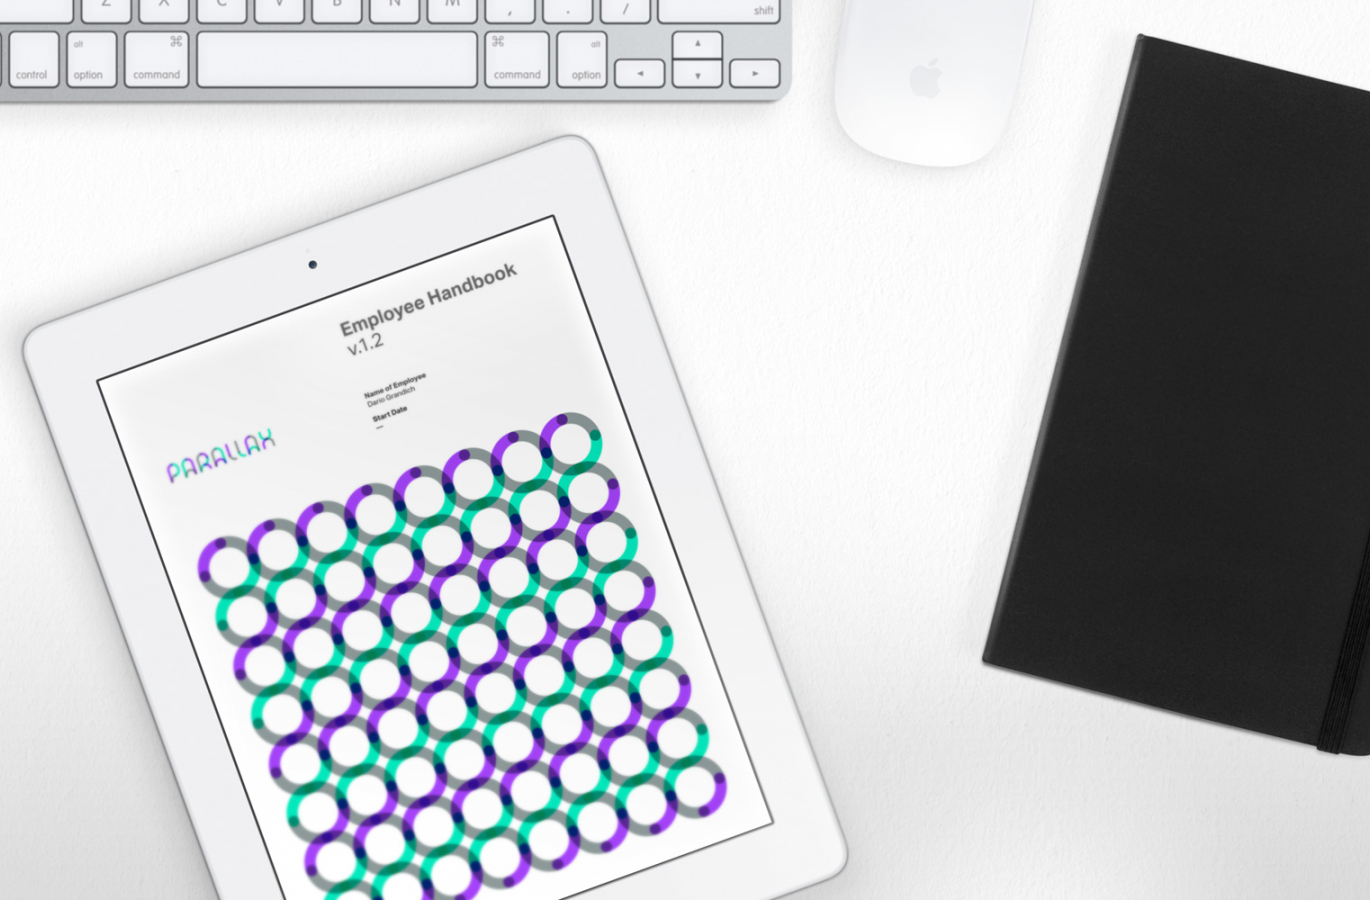 Z X C V B N M , . / shift
control alt option ⌘ command ⌘ command alt option ◄ ▲ ▼ ►
Employee Handbook
v.1.2
Name of Employee
Dario Grandich
Start Date
—
PARALLAX